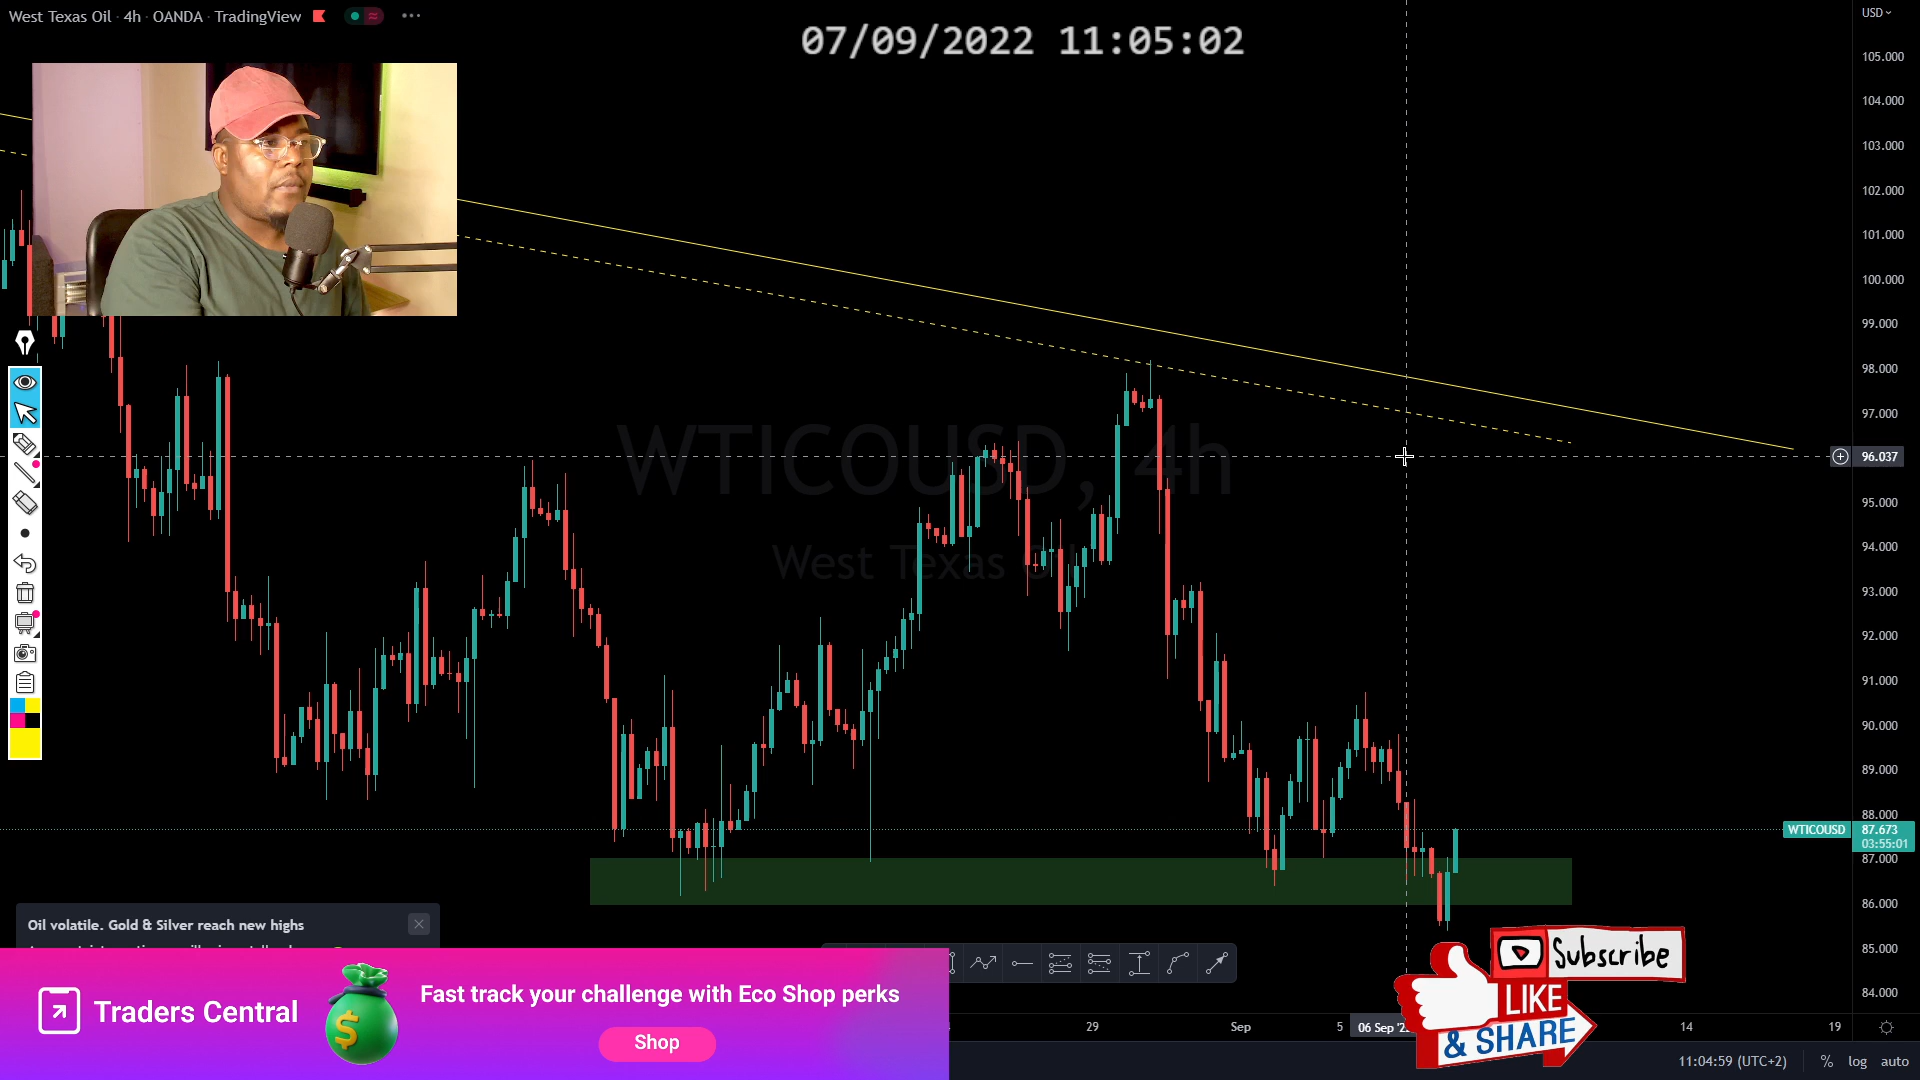 West Texas Oil · 4h · OANDA · TradingView
07/09/2022 11:05:02
USD
105.000
104.000
103.000
102.000
101.000
100.000
99.000
98.000
97.000
96.037
95.000
94.000
93.000
92.000
91.000
90.000
89.000
88.000
WTICOUSD 87.673
03:55:01
87.000
86.000
85.000
84.000
WTICOUSD, 4h
West Texas Oil
Oil volatile. Gold & Silver reach new highs
Traders Central
Fast track your challenge with Eco Shop perks
Shop
Subscribe
LIKE
& SHARE
29 Sep 5 06 Sep '2 14 19
11:04:59 (UTC+2) % log auto